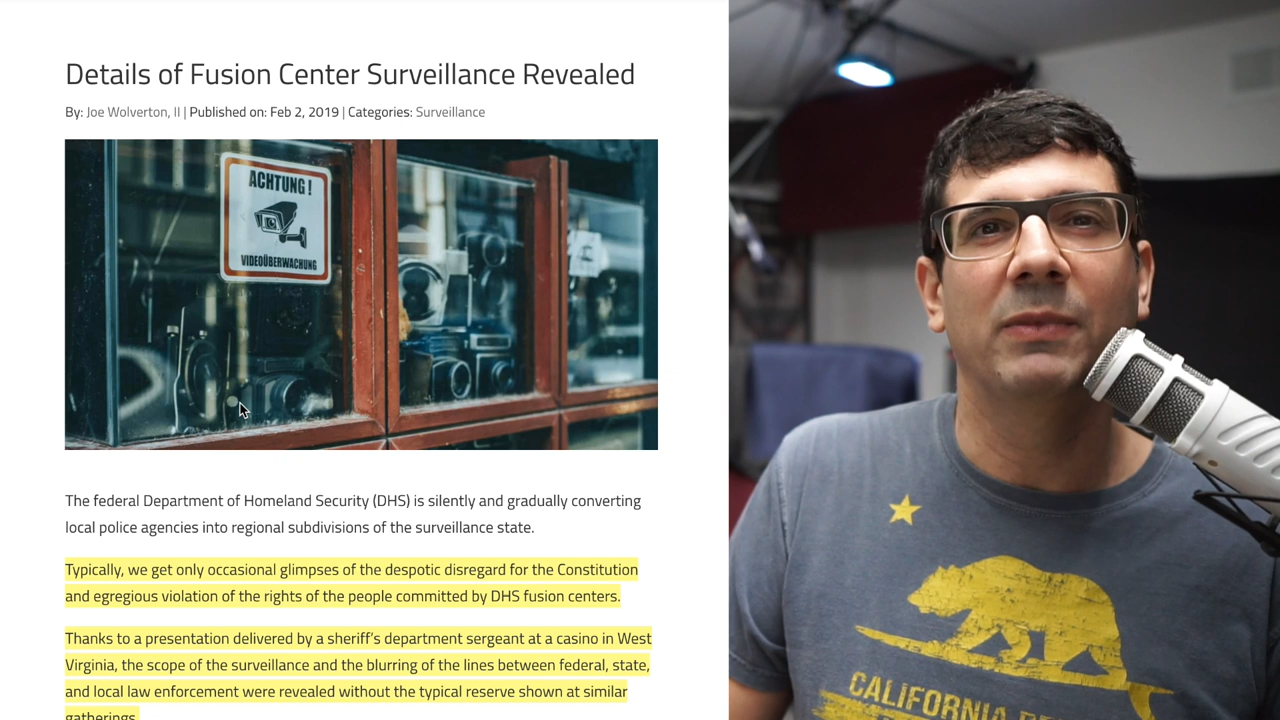 Details of Fusion Center Surveillance Revealed
By: Joe Wolverton, II | Published on: Feb 2, 2019 | Categories: Surveillance
ACHTUNG!
VIDEOÜBERWACHUNG
The federal Department of Homeland Security (DHS) is silently and gradually converting
local police agencies into regional subdivisions of the surveillance state.
Typically, we get only occasional glimpses of the despotic disregard for the Constitution
and egregious violation of the rights of the people committed by DHS fusion centers.
Thanks to a presentation delivered by a sheriff's department sergeant at a casino in West
Virginia, the scope of the surveillance and the blurring of the lines between federal, state,
and local law enforcement were revealed without the typical reserve shown at similar
gatherings.
CALIFORNIA